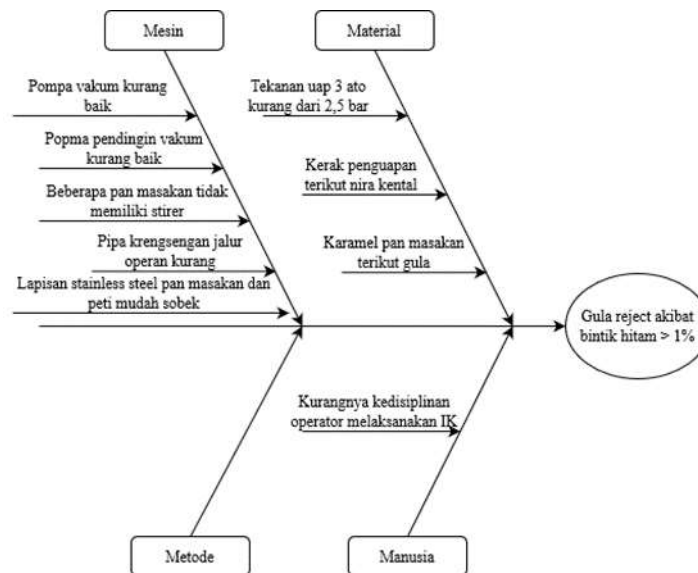 Mesin
Material
Pompa vakum kurang
baik
Popma pendingin vakum
kurang baik
Beberapa pan masakan tidak
memiliki stirer
Pipa krengsengan jalur
operan kurang
Lapisan stainless steel pan masakan dan
peti mudah sobek
Tekanan uap 3 ato
kurang dari 2,5 bar
Kerak penguapan
terikut nira kental
Karamel pan masakan
terikut gula
Gula reject akibat
bintik hitam > 1%
Kurangnya kedisiplinan
operator melaksanakan IK
Metode
Manusia